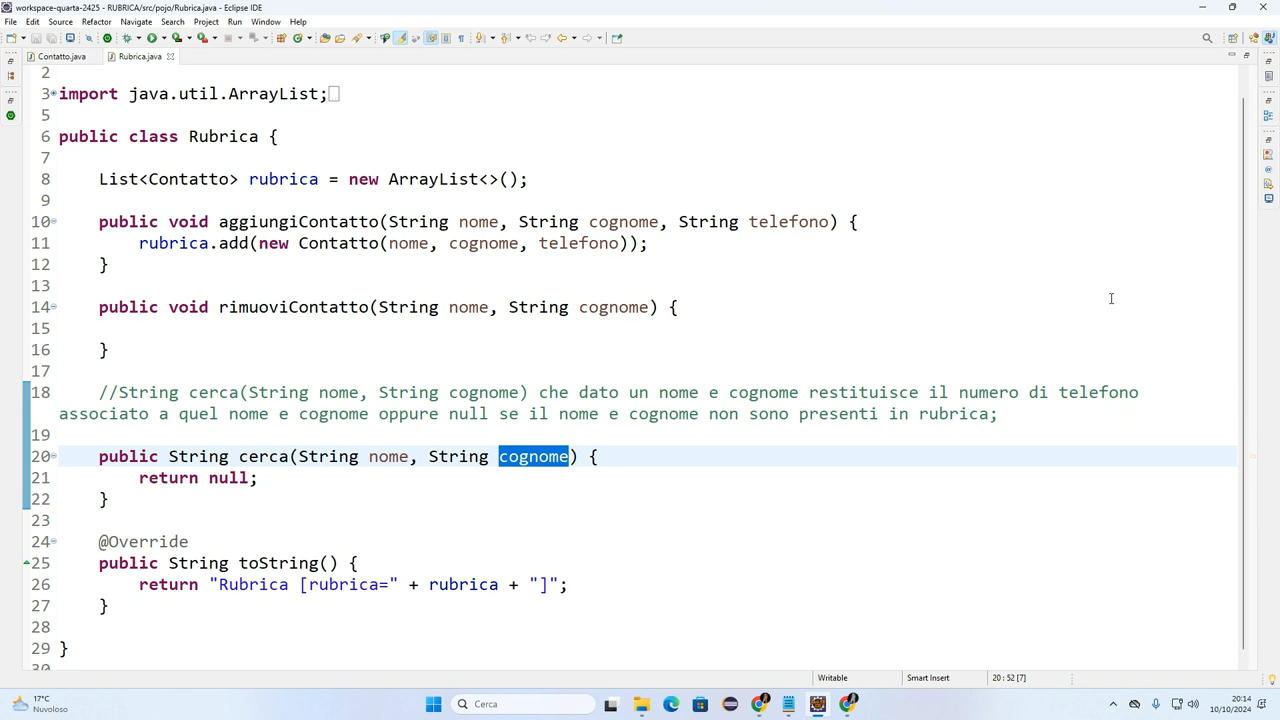 workspace-quarta-2425 - RUBRICA/src/pojo/Rubrica.java - Eclipse IDE
File Edit Source Refactor Navigate Search Project Run Window Help
Contatto.java Rubrica.java
2
3 import java.util.ArrayList;
5
6 public class Rubrica {
7
8 List<Contatto> rubrica = new ArrayList<>();
9
10 public void aggiungiContatto(String nome, String cognome, String telefono) {
11 rubrica.add(new Contatto(nome, cognome, telefono));
12 }
13
14 public void rimuoviContatto(String nome, String cognome) {
15
16 }
17
18 //String cerca(String nome, String cognome) che dato un nome e cognome restituisce il numero di telefono
associato a quel nome e cognome oppure null se il nome e cognome non sono presenti in rubrica;
19
20 public String cerca(String nome, String cognome) {
21 return null;
22 }
23
24 @Override
25 public String toString() {
26 return "Rubrica [rubrica=" + rubrica + "]";
27 }
28
29 }
30
Writable Smart Insert 20 : 52 [7]
17°C
Nuvoloso
Cerca
20:14
10/10/2024